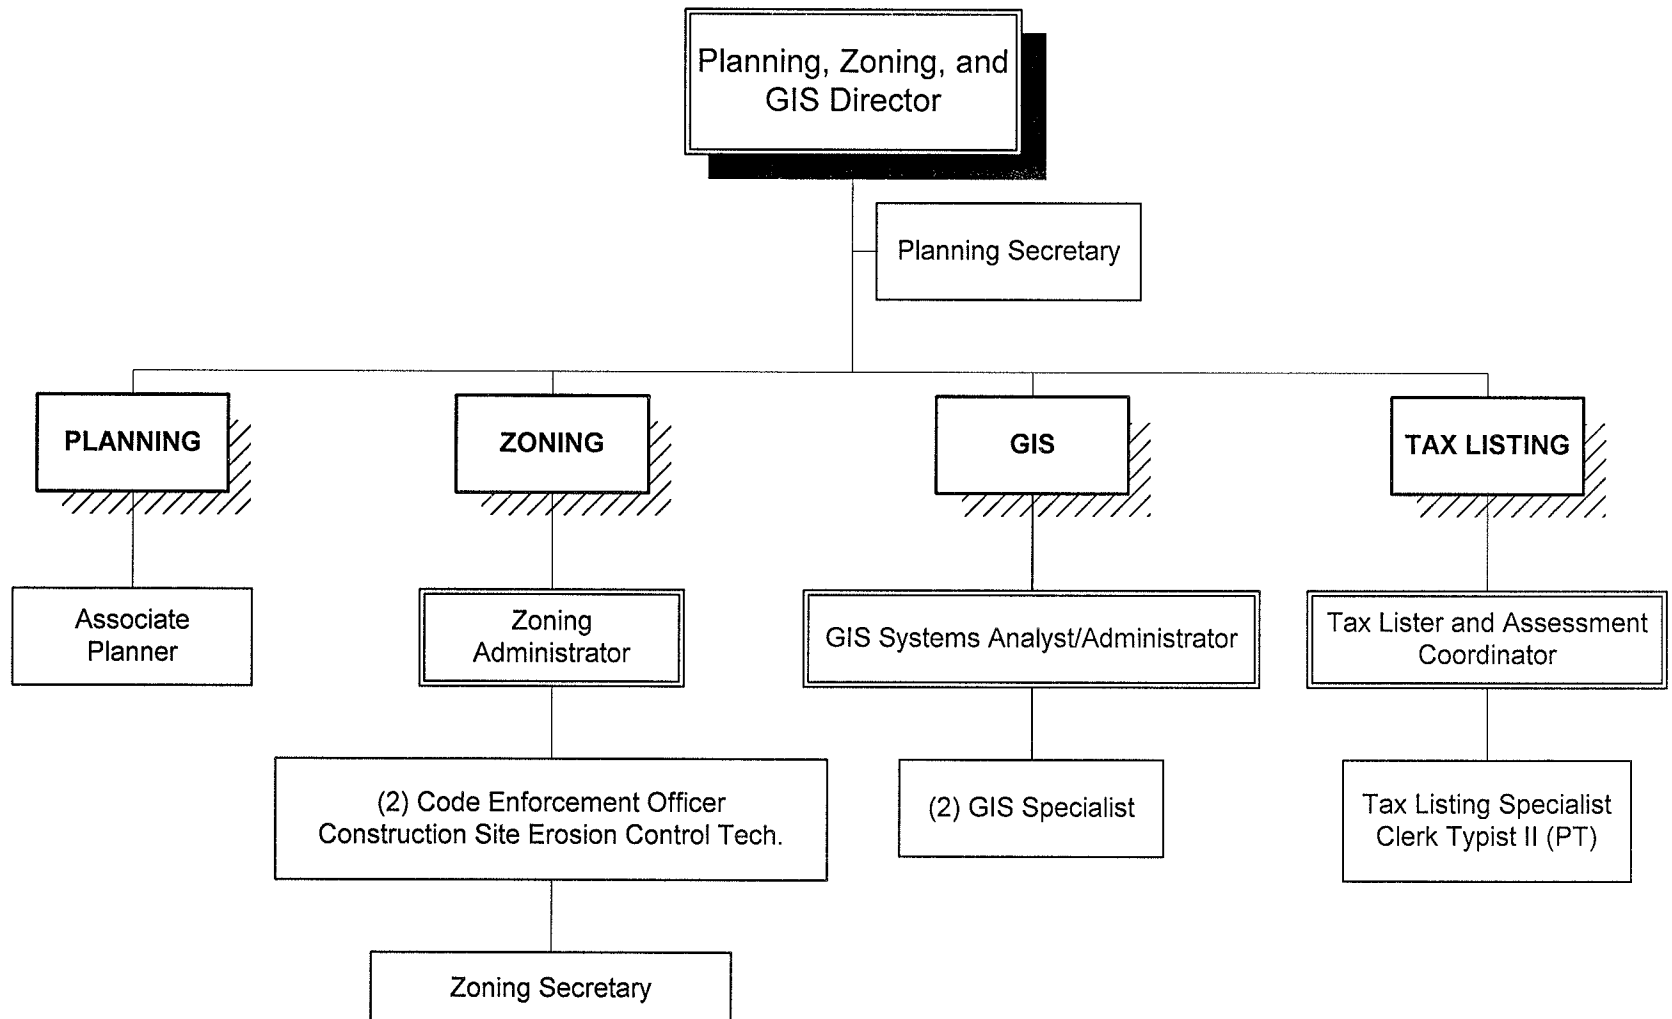 Planning, Zoning, and
GIS Director
Planning Secretary
PLANNING
ZONING
GIS
TAX LISTING
Associate
Planner
Zoning
Administrator
GIS Systems Analyst/Administrator
Tax Lister and Assessment
Coordinator
(2) Code Enforcement Officer
Construction Site Erosion Control Tech.
(2) GIS Specialist
Tax Listing Specialist
Clerk Typist II (PT)
Zoning Secretary